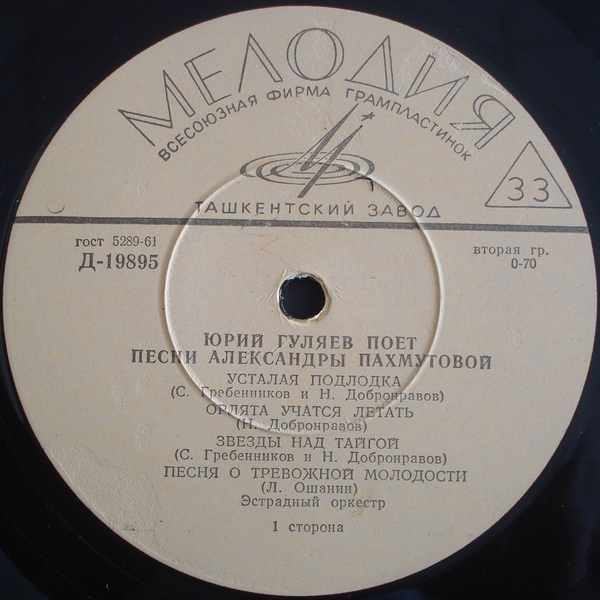 МЕЛОДИЯ
ВСЕСОЮЗНАЯ ФИРМА ГРАМПЛАСТИНОК
33
ТАШКЕНТСКИЙ ЗАВОД
гост 5289-61
Д-19895
вторая гр.
0-70
ЮРИЙ ГУЛЯЕВ ПОЕТ
ПЕСНИ АЛЕКСАНДРЫ ПАХМУТОВОЙ
УСТАЛАЯ ПОДЛОДКА
(С. Гребенников и Н. Добронравов)
ОРЛЯТА УЧАТСЯ ЛЕТАТЬ
(Н. Добронравов)
ЗВЕЗДЫ НАД ТАЙГОЙ
(С. Гребенников и Н. Добронравов)
ПЕСНЯ О ТРЕВОЖНОЙ МОЛОДОСТИ
(Л. Ошанин)
Эстрадный оркестр
1 сторона